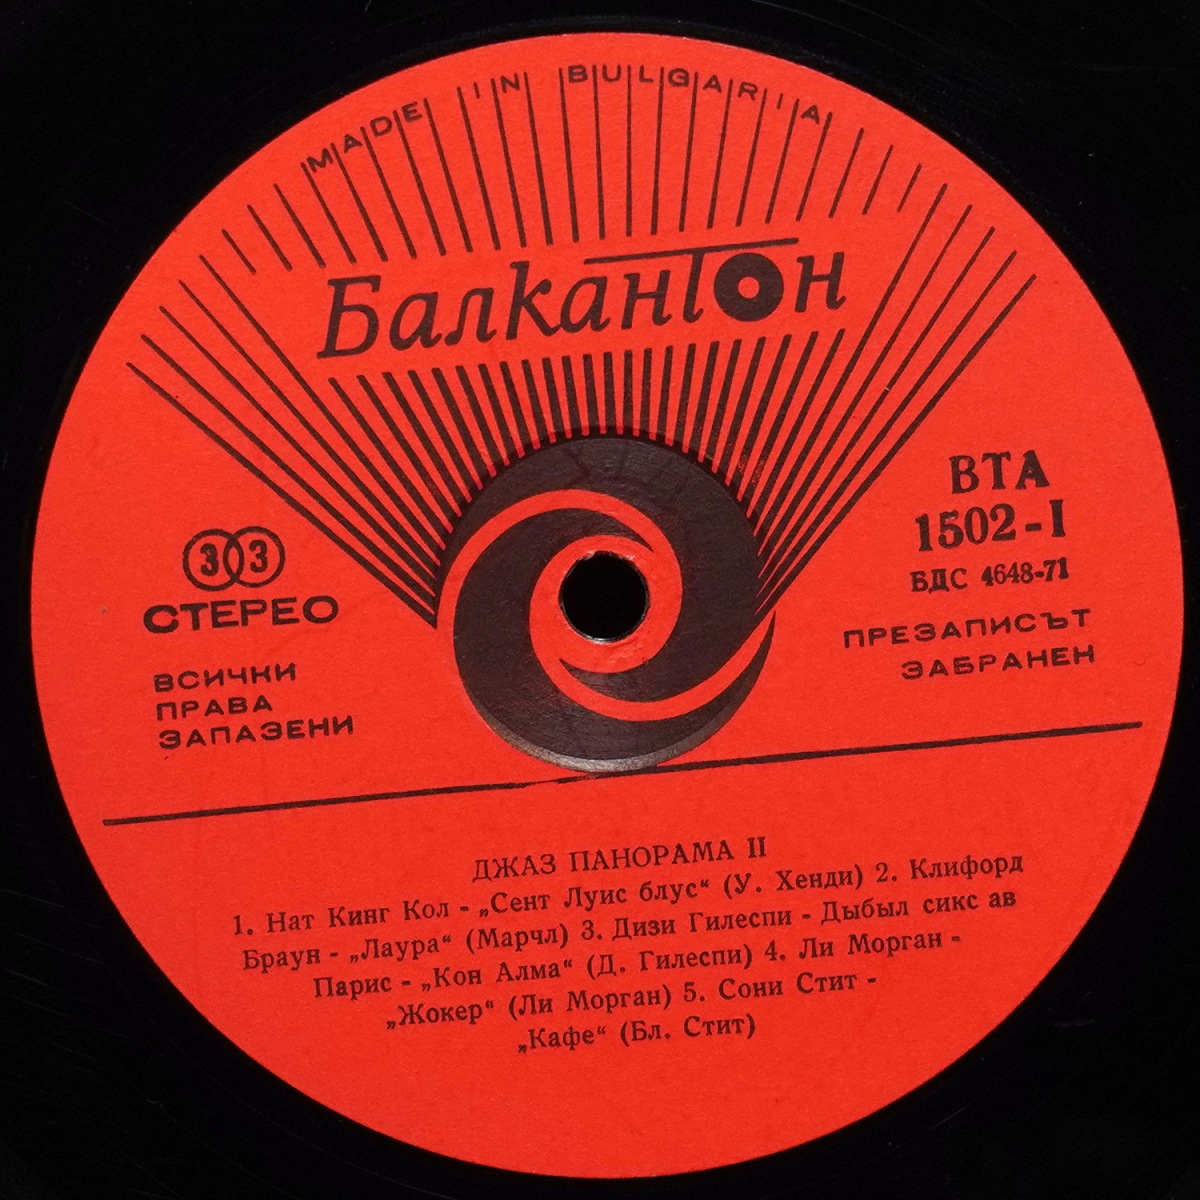 MADE IN BULGARIA
Балкантон
ВТА
1502-I
БДС 4648-71
ПРЕЗАПИСЪТ
ЗАБРАНЕН
33
СТЕРЕО
ВСИЧКИ
ПРАВА
ЗАПАЗЕНИ
ДЖАЗ ПАНОРАМА II
1. Нат Кинг Кол - „Сент Луис блус“ (У. Хенди) 2. Клифорд
Браун - „Лаура“ (Марчл) 3. Дизи Гилеспи - Дыбыл сикс ав
Парис - „Кон Алма“ (Д. Гилеспи) 4. Ли Морган -
„Жокер“ (Ли Морган) 5. Сони Стит -
„Кафе“ (Бл. Стит)